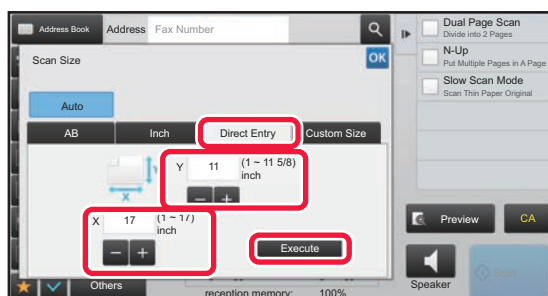 Address Book Address Fax Number
Scan Size
OK
Auto
AB Inch Direct Entry Custom Size
Y 11 (1 ~ 11 5/8)
inch
Y
X
X 17 (1 ~ 17)
inch
Execute
Others
reception memory: 100%
Dual Page Scan
Divide into 2 Pages
N-Up
Put Multiple Pages in A Page
Slow Scan Mode
Scan Thin Paper Original
Preview CA
Speaker
Start